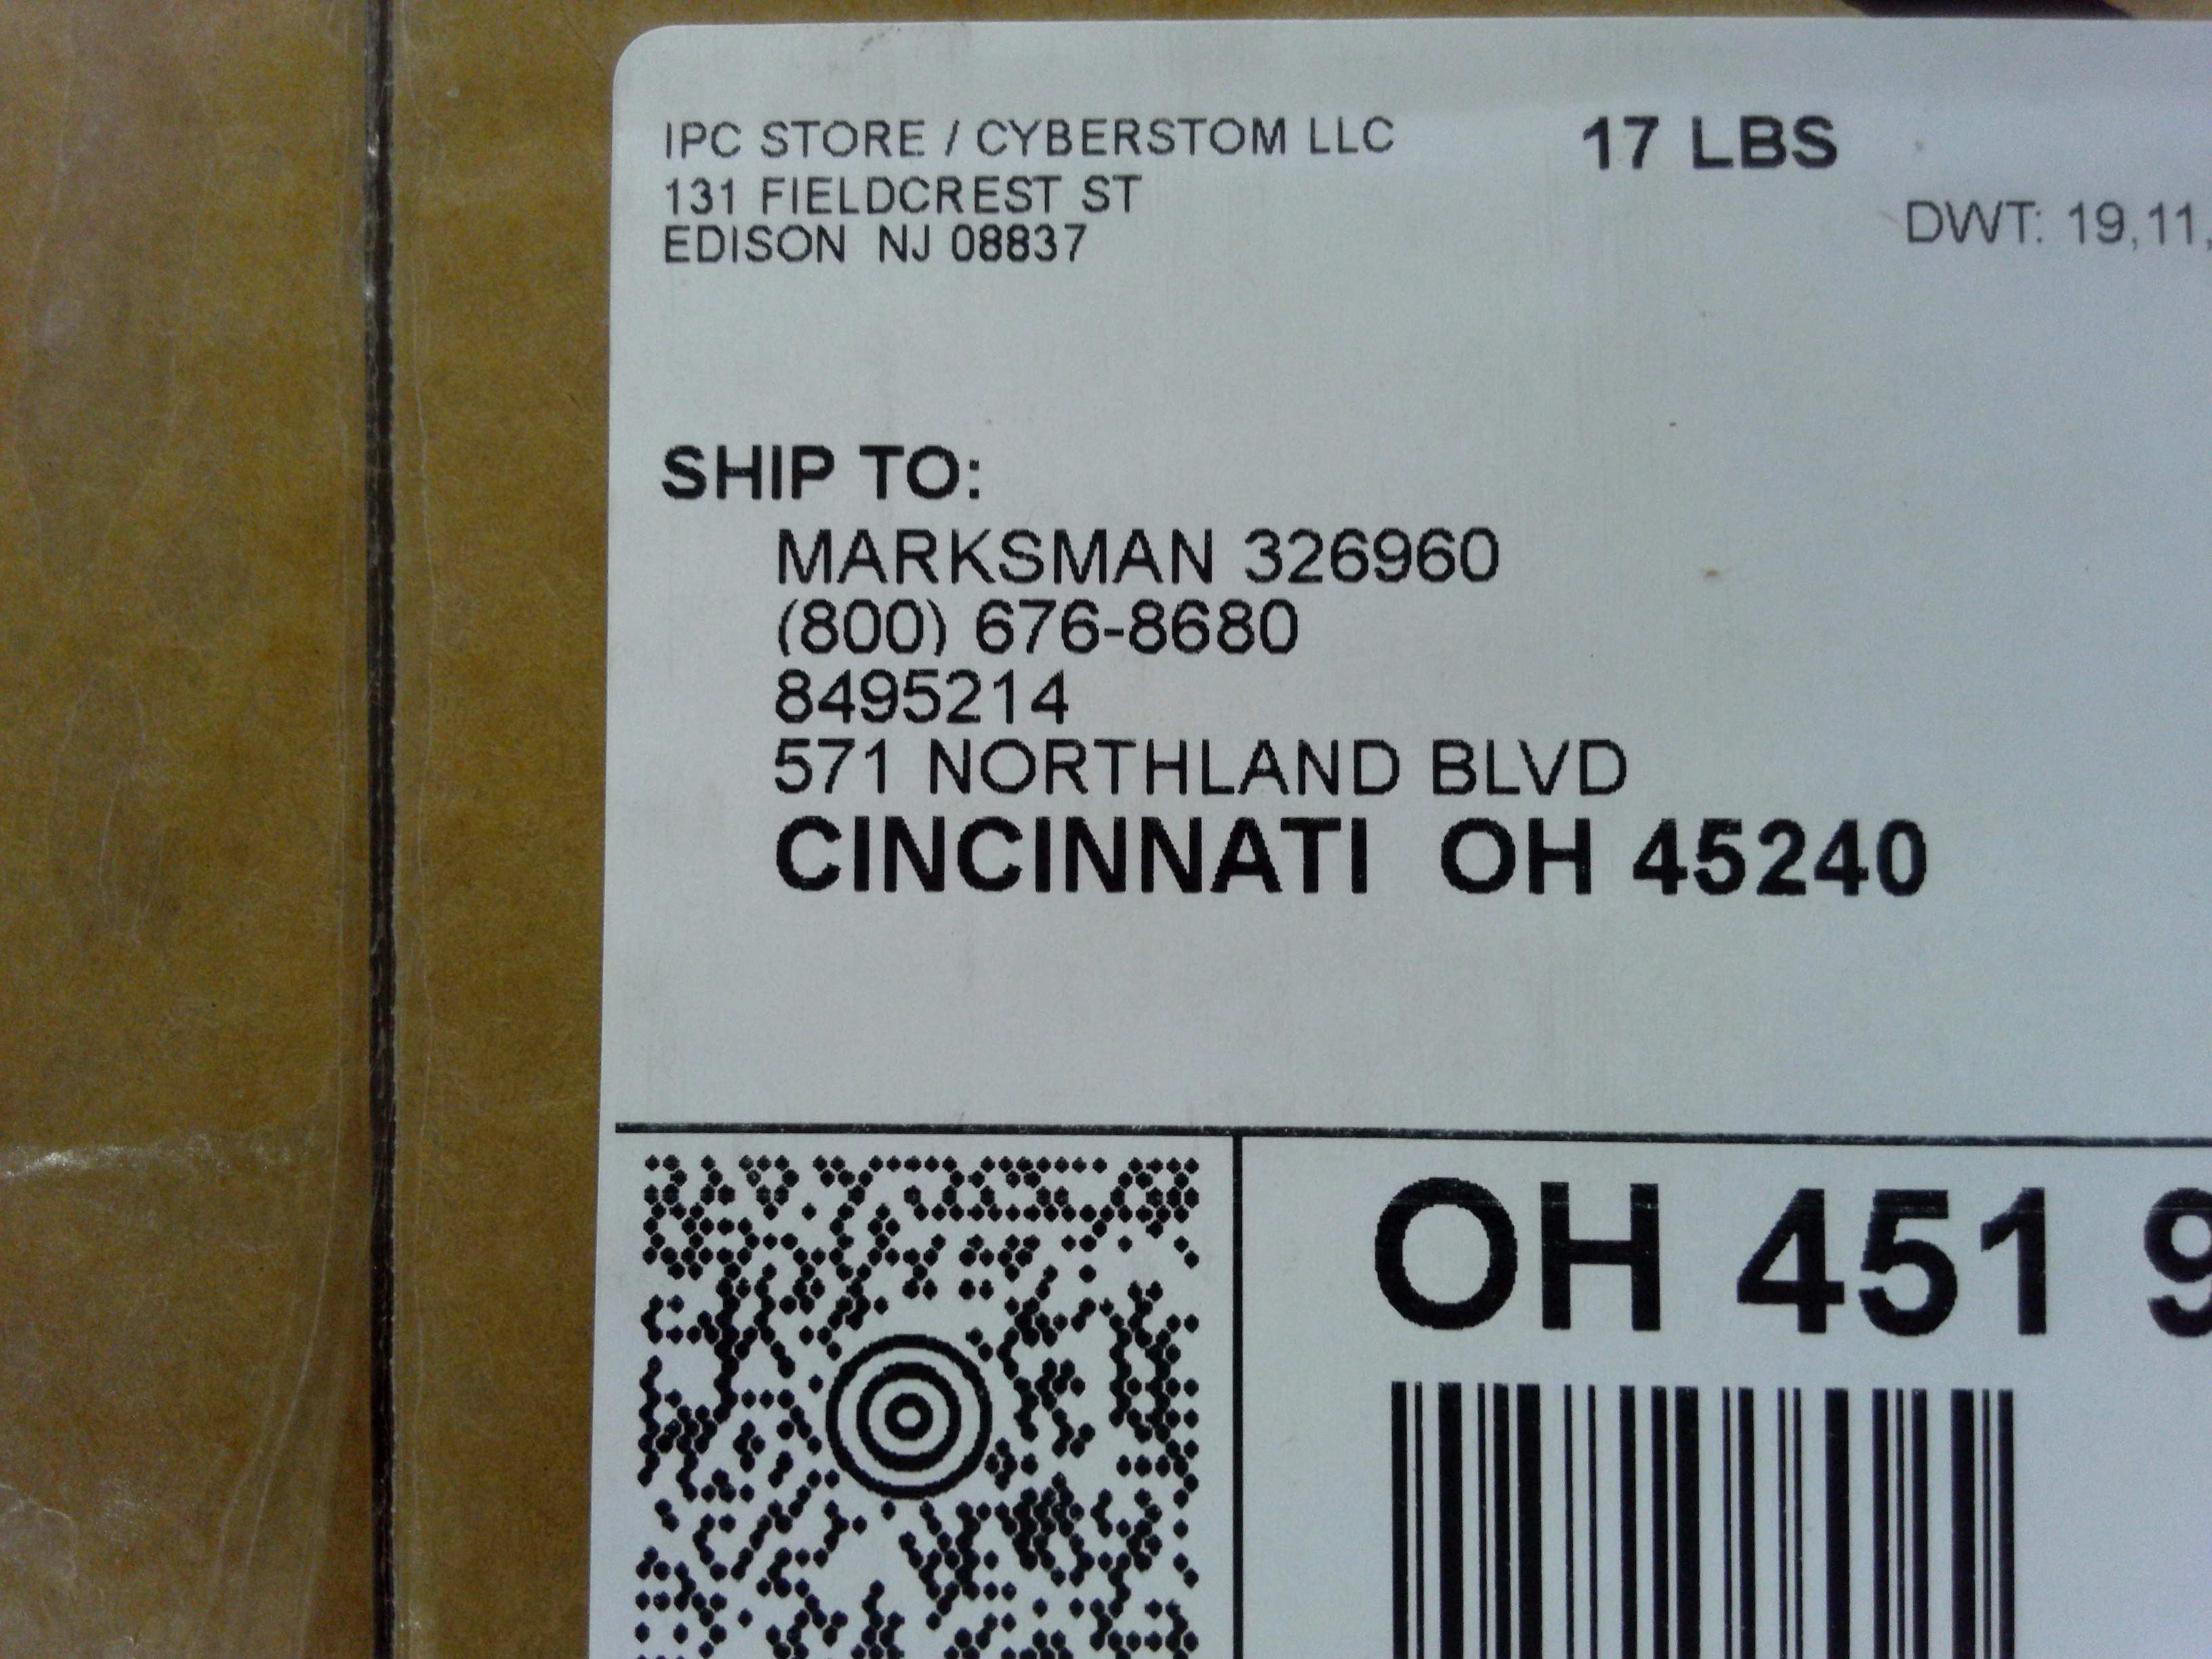 IPC STORE / CYBERSTOM LLC
17 LBS
DWT: 19,11,
131 FIELDCREST ST
EDISON NJ 08837
SHIP TO:
MARKSMAN 326960
(800) 676-8680
8495214
571 NORTHLAND BLVD
CINCINNATI OH 45240
OH 451 9